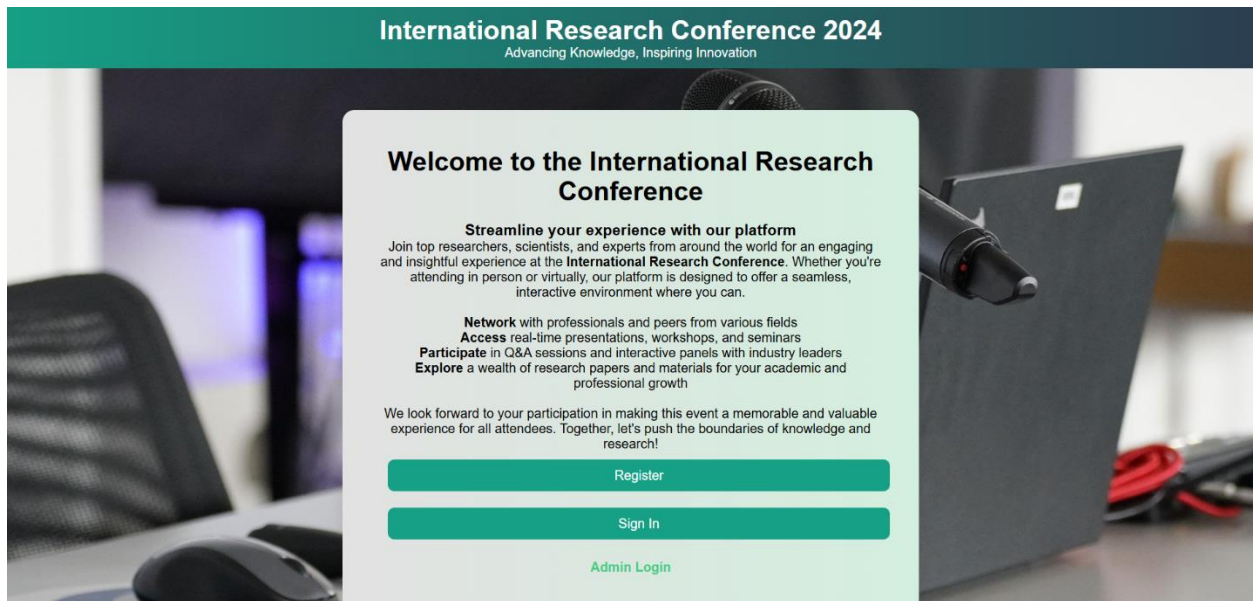 International Research Conference 2024
Advancing Knowledge, Inspiring Innovation
Welcome to the International Research
Conference
Streamline your experience with our platform
Join top researchers, scientists, and experts from around the world for an engaging
and insightful experience at the International Research Conference. Whether you're
attending in person or virtually, our platform is designed to offer a seamless,
interactive environment where you can.
Network with professionals and peers from various fields
Access real-time presentations, workshops, and seminars
Participate in Q&A sessions and interactive panels with industry leaders
Explore a wealth of research papers and materials for your academic and
professional growth
We look forward to your participation in making this event a memorable and valuable
experience for all attendees. Together, let's push the boundaries of knowledge and
research!
Register
Sign In
Admin Login